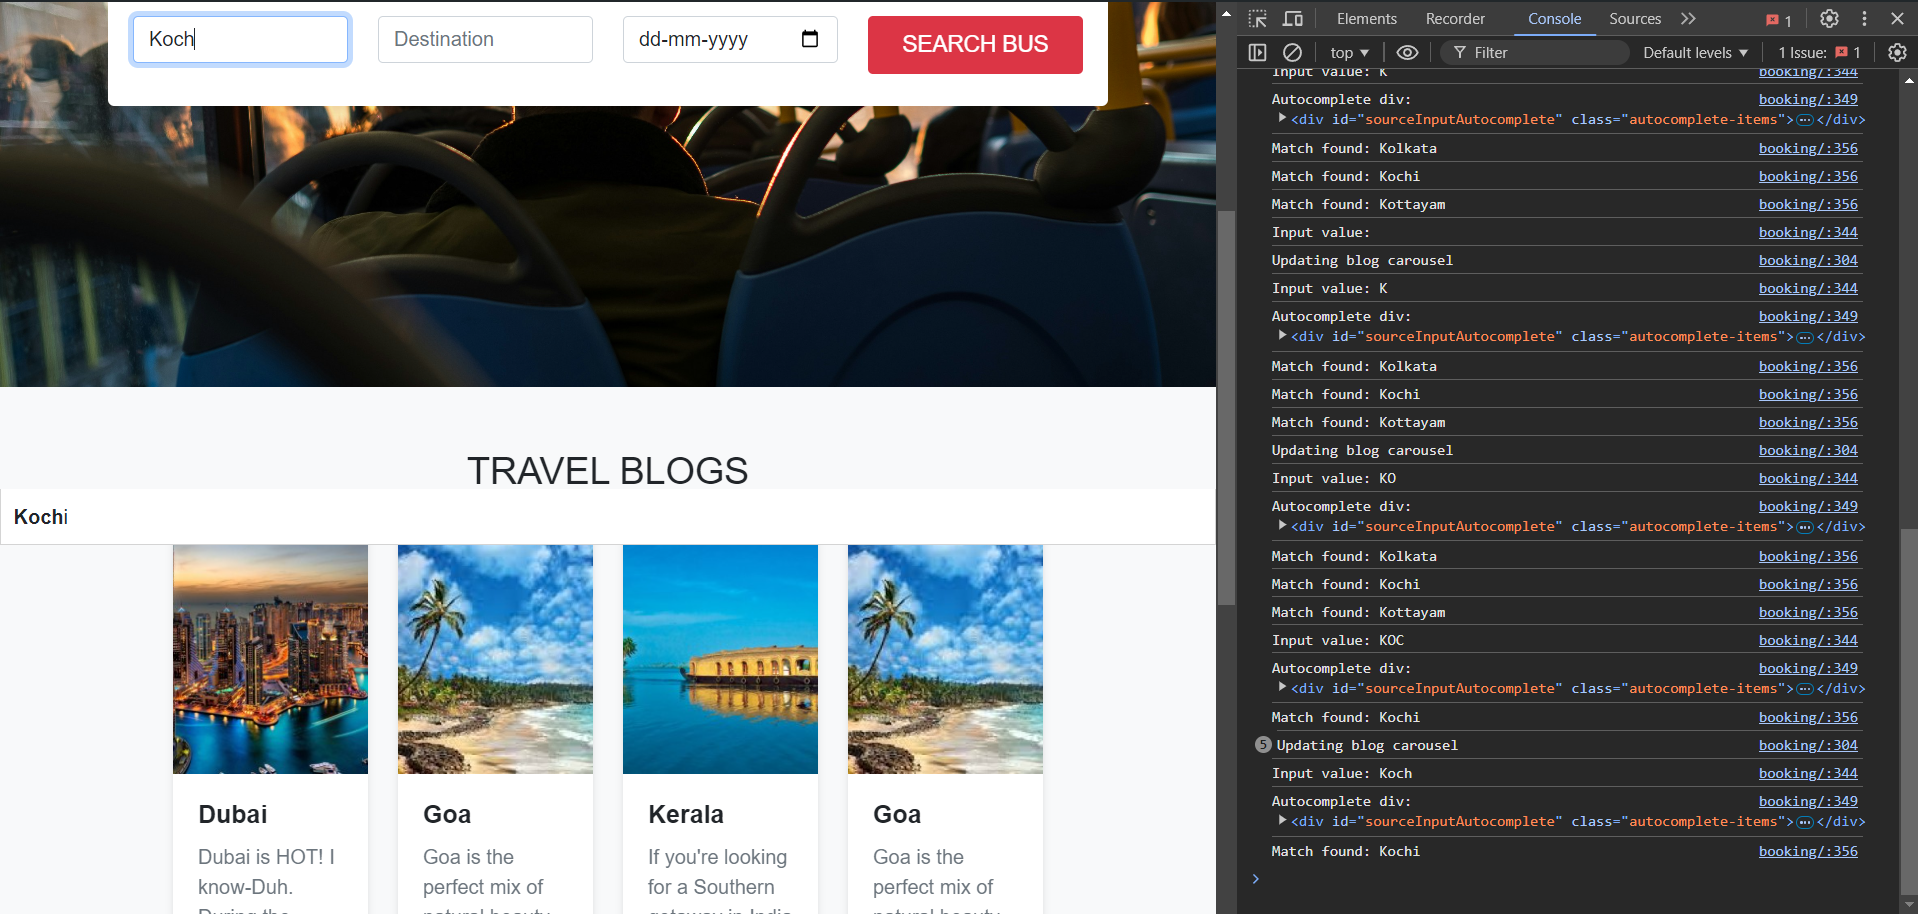 Koch
Destination
dd-mm-yyyy
SEARCH BUS
TRAVEL BLOGS
Kochi
Dubai
Dubai is HOT! I
know-Duh.
During the
Goa
Goa is the
perfect mix of
natural beauty
Kerala
If you're looking
for a Southern
getaway in India
Goa
Goa is the
perfect mix of
natural beauty
Elements Recorder Console Sources 1
top Filter Default levels 1 Issue: 1
Input value: K booking/:344
Autocomplete div: booking/:349
<div id="sourceInputAutocomplete" class="autocomplete-items">…</div>
Match found: Kolkata booking/:356
Match found: Kochi booking/:356
Match found: Kottayam booking/:356
Input value: booking/:344
Updating blog carousel booking/:304
Input value: K booking/:344
Autocomplete div: booking/:349
<div id="sourceInputAutocomplete" class="autocomplete-items">…</div>
Match found: Kolkata booking/:356
Match found: Kochi booking/:356
Match found: Kottayam booking/:356
Updating blog carousel booking/:304
Input value: KO booking/:344
Autocomplete div: booking/:349
<div id="sourceInputAutocomplete" class="autocomplete-items">…</div>
Match found: Kolkata booking/:356
Match found: Kochi booking/:356
Match found: Kottayam booking/:356
Input value: KOC booking/:344
Autocomplete div: booking/:349
<div id="sourceInputAutocomplete" class="autocomplete-items">…</div>
Match found: Kochi booking/:356
5 Updating blog carousel booking/:304
Input value: Koch booking/:344
Autocomplete div: booking/:349
<div id="sourceInputAutocomplete" class="autocomplete-items">…</div>
Match found: Kochi booking/:356